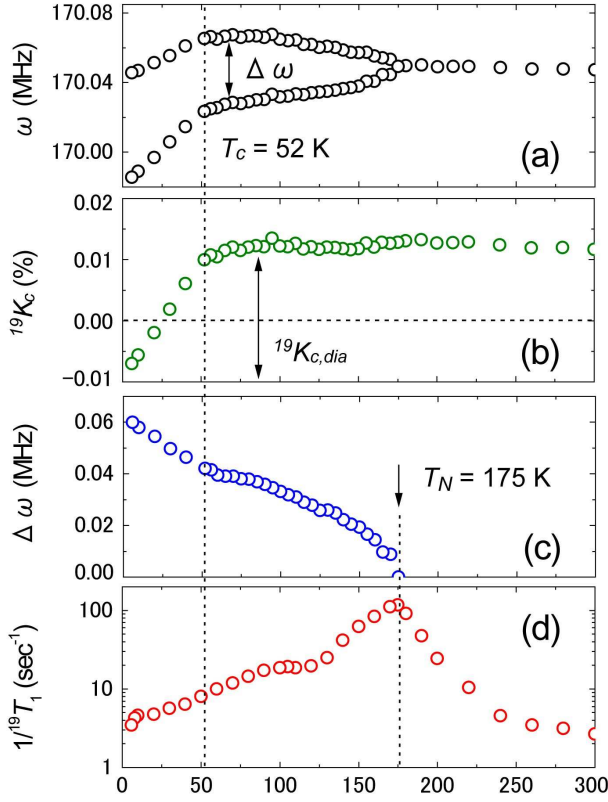 170.08
170.04
170.00
ω (MHz)
Δ ω
T_c = 52 K
(a)
0.02
0.01
0.00
−0.01
¹⁹K_c (%)
¹⁹K_c,dia
(b)
0.06
0.04
0.02
0.00
Δ ω (MHz)
T_N = 175 K
(c)
100
10
1
1/¹⁹T₁ (sec⁻¹)
(d)
0 50 100 150 200 250 300